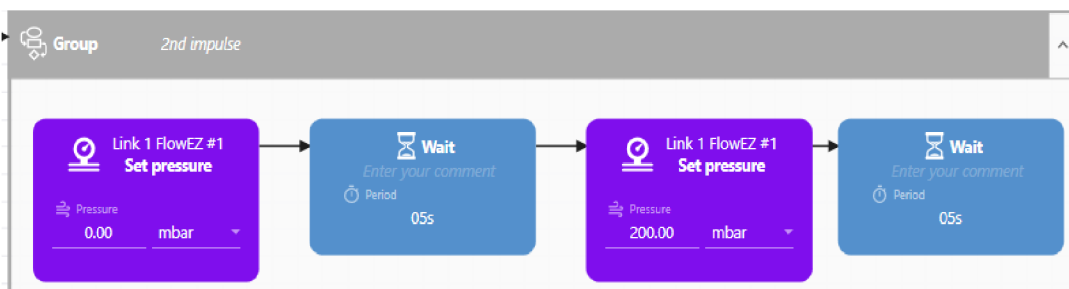 Group 2nd impulse
Link 1 FlowEZ #1
Set pressure
Pressure
0.00 mbar
Wait
Enter your comment
Period
05s
Link 1 FlowEZ #1
Set pressure
Pressure
200.00 mbar
Wait
Enter your comment
Period
05s